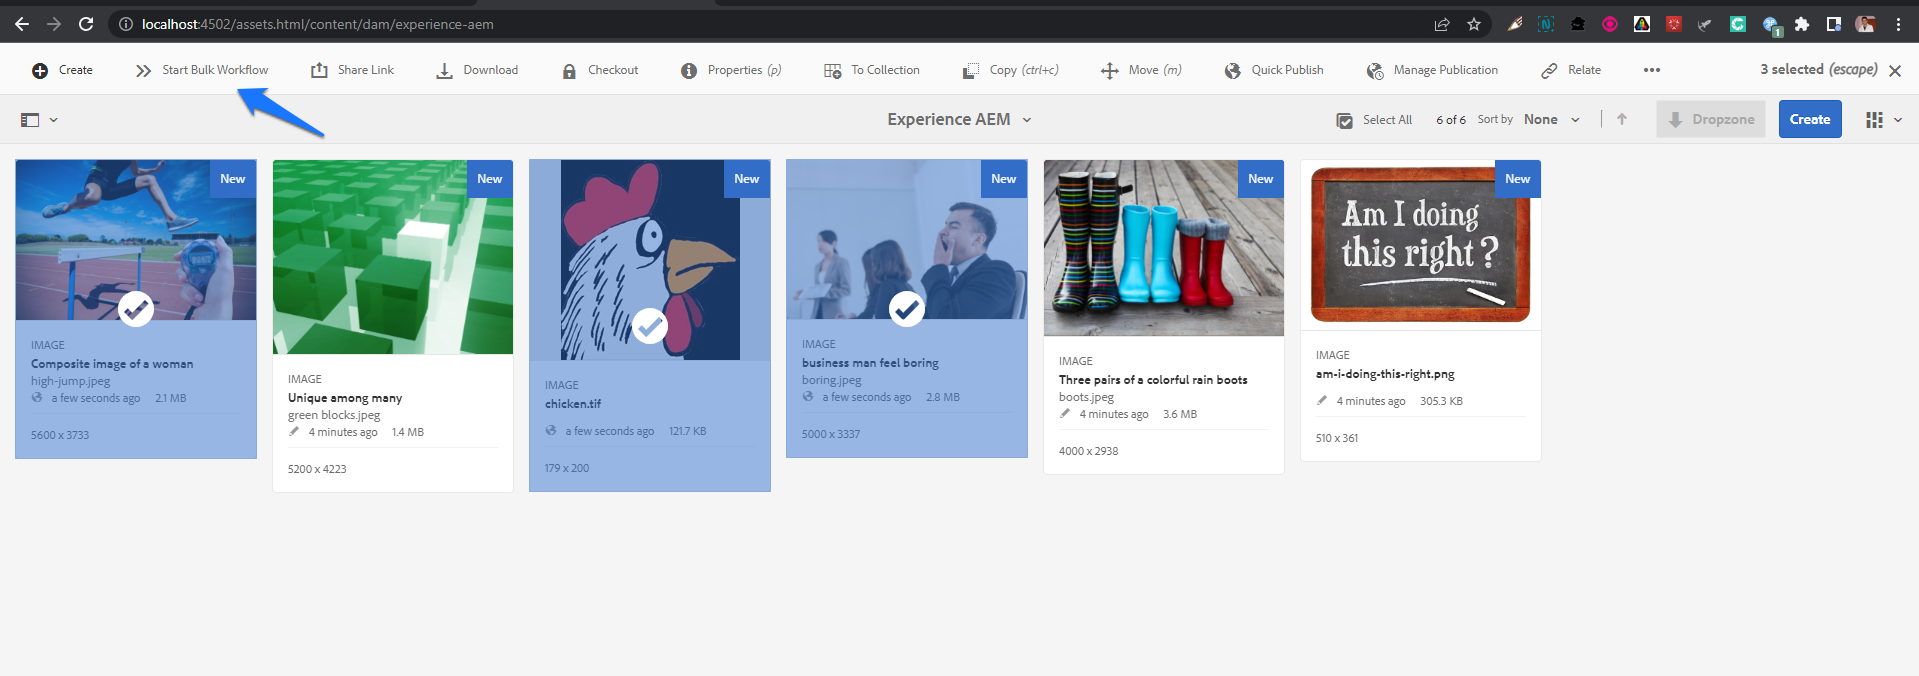 localhost:4502/assets.html/content/dam/experience-aem
1
Create
Start Bulk Workflow
Share Link
Download
Checkout
Properties (p)
To Collection
Copy (ctrl+c)
Move (m)
Quick Publish
Manage Publication
Relate
3 selected (escape)
Experience AEM
Select All
6 of 6
Sort by
None
Dropzone
Create
New
IMAGE
Composite image of a woman
high-jump.jpeg
a few seconds ago 2.1 MB
5600 x 3733
New
IMAGE
Unique among many
green blocks.jpeg
4 minutes ago 1.4 MB
5200 x 4223
New
IMAGE
chicken.tif
a few seconds ago 121.7 KB
179 x 200
New
IMAGE
business man feel boring
boring.jpeg
a few seconds ago 2.8 MB
5000 x 3337
New
IMAGE
Three pairs of a colorful rain boots
boots.jpeg
4 minutes ago 3.6 MB
4000 x 2938
New
Am I doing
this right?
IMAGE
am-i-doing-this-right.png
4 minutes ago 305.3 KB
510 x 361